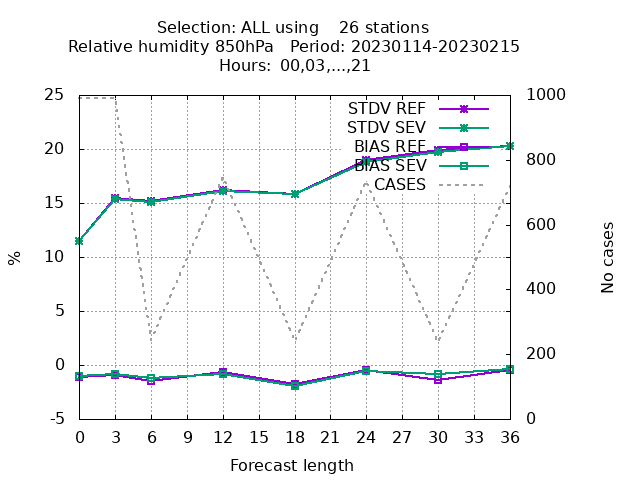 Selection: ALL using    26 stations
Relative humidity 850hPa   Period: 20230114-20230215
Hours:  00,03,...,21
25
20
15
10
5
0
-5
%
1000
800
600
400
200
0
No cases
STDV REF
STDV SEV
BIAS REF
BIAS SEV
CASES
0 3 6 9 12 15 18 21 24 27 30 33 36
Forecast length